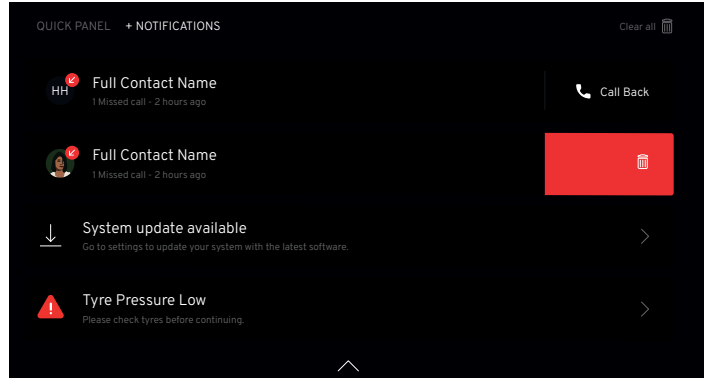 QUICK PANEL + NOTIFICATIONS Clear all
HH Full Contact Name
1 Missed call - 2 hours ago
Call Back
Full Contact Name
1 Missed call - 2 hours ago
System update available
Go to settings to update your system with the latest software.
Tyre Pressure Low
Please check tyres before continuing.